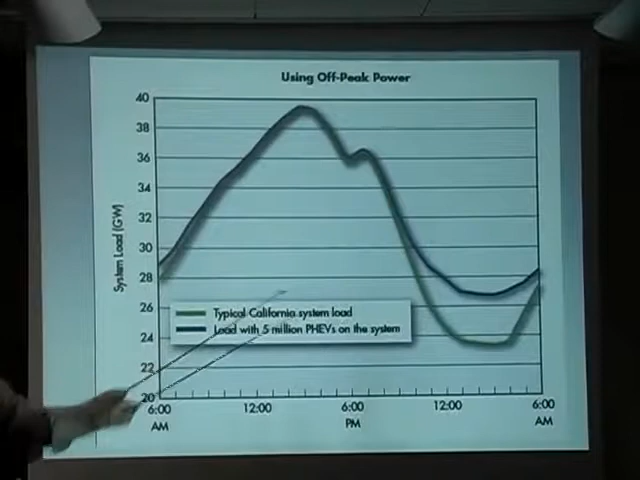 Using Off-Peak Power
40
38
36
34
32
30
28
26
24
22
20
System Load (GW)
Typical California system load
Load with 5 million PHEVs on the system
6:00 12:00 6:00 12:00 6:00
AM PM AM